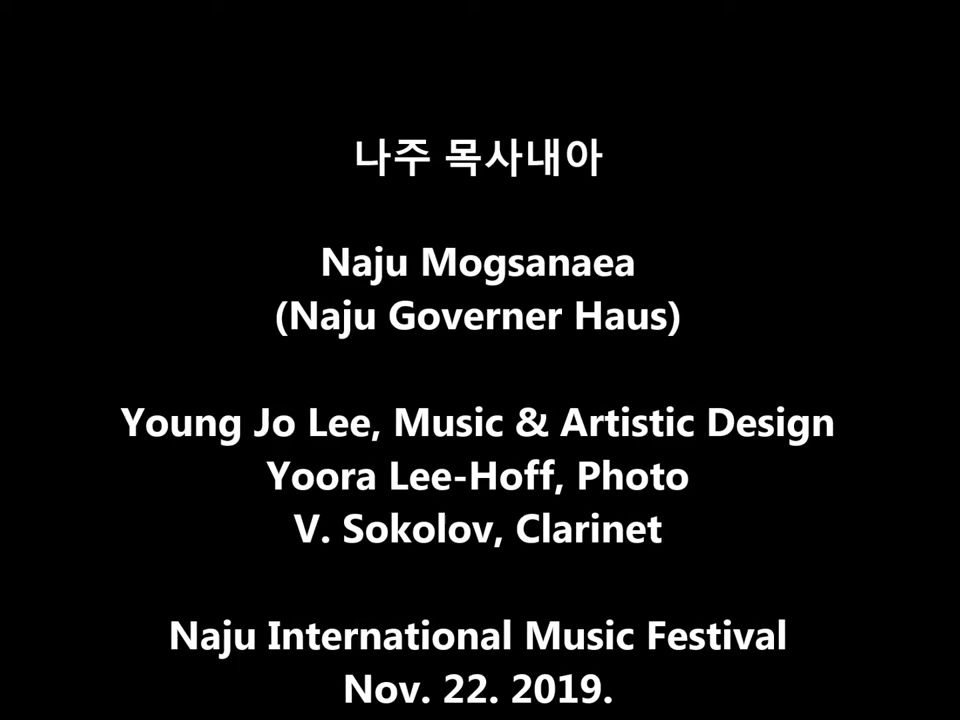 나주 목사내아
Naju Mogsanaea
(Naju Governer Haus)
Young Jo Lee, Music & Artistic Design
Yoora Lee-Hoff, Photo
V. Sokolov, Clarinet
Naju International Music Festival
Nov. 22. 2019.